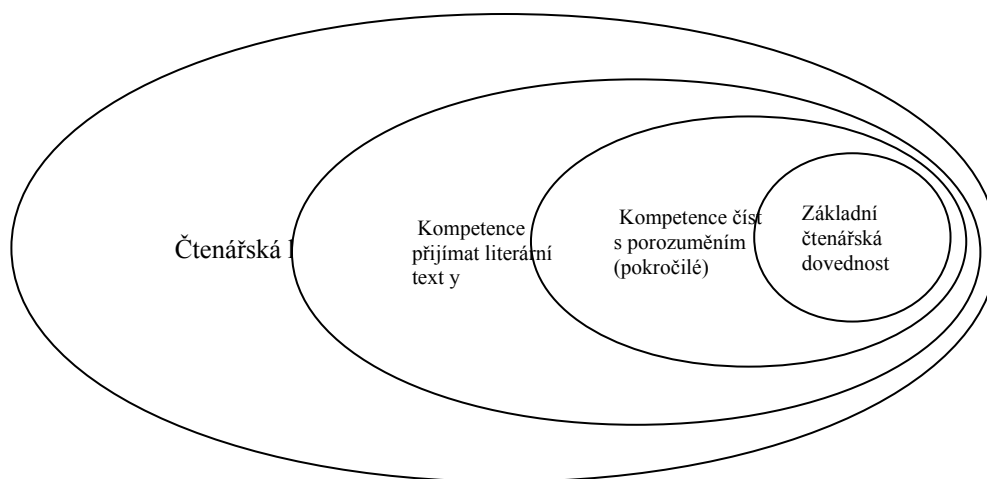 Čtenářská
Kompetence
přijímat literární
text y
Kompetence číst
s porozuměním
(pokročilé)
Základní
čtenářská
dovednost